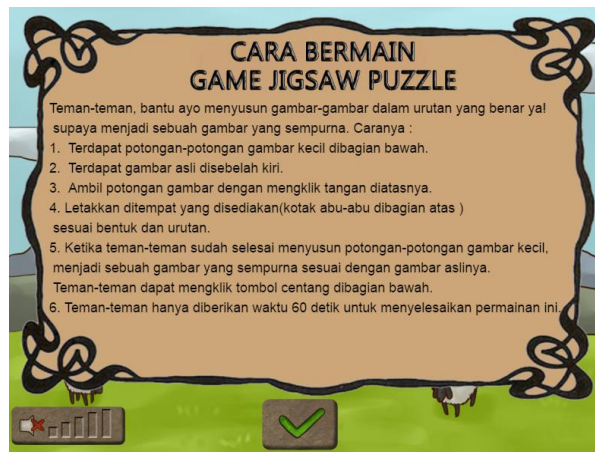 CARA BERMAIN
GAME JIGSAW PUZZLE
Teman-teman, bantu ayo menyusun gambar-gambar dalam urutan yang benar ya!
supaya menjadi sebuah gambar yang sempurna. Caranya :
1. Terdapat potongan-potongan gambar kecil dibagian bawah.
2. Terdapat gambar asli disebelah kiri.
3. Ambil potongan gambar dengan mengklik tangan diatasnya.
4. Letakkan ditempat yang disediakan(kotak abu-abu dibagian atas )
sesuai bentuk dan urutan.
5. Ketika teman-teman sudah selesai menyusun potongan-potongan gambar kecil,
menjadi sebuah gambar yang sempurna sesuai dengan gambar aslinya.
Teman-teman dapat mengklik tombol centang dibagian bawah.
6. Teman-teman hanya diberikan waktu 60 detik untuk menyelesaikan permainan ini.